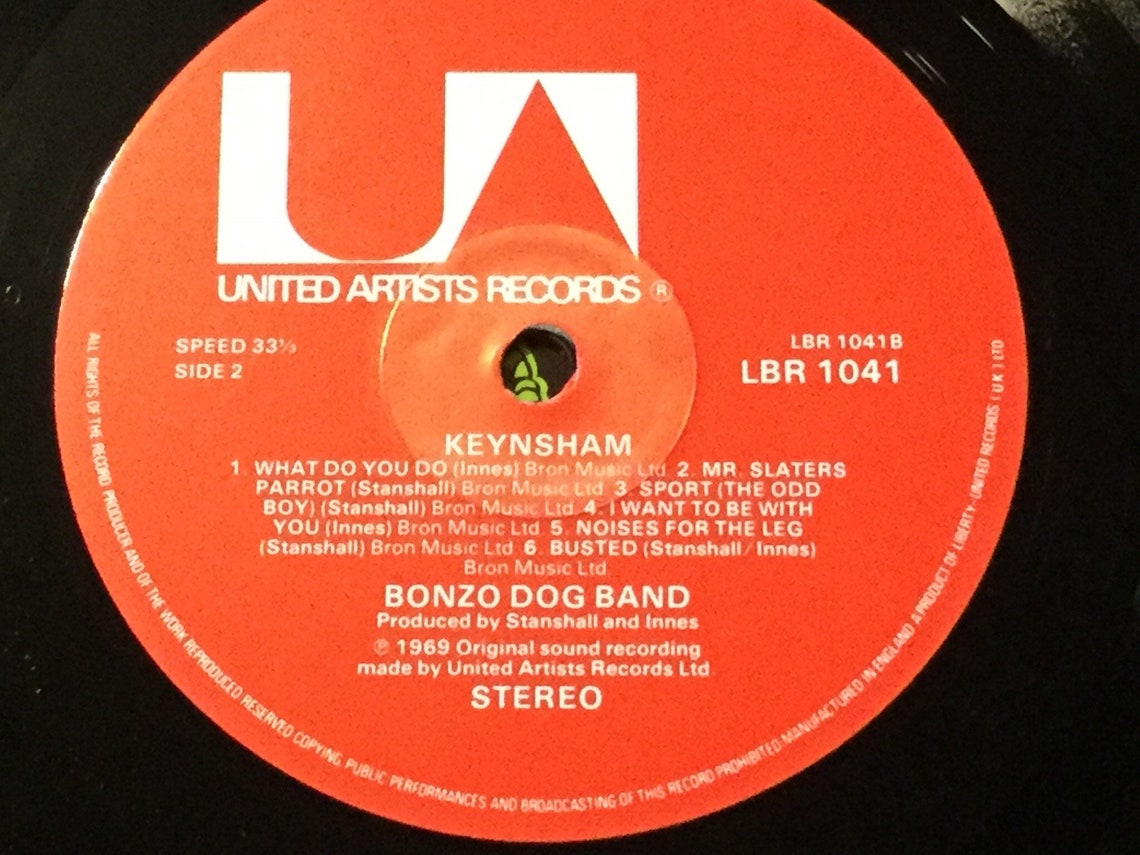 UA
UNITED ARTISTS RECORDS ®
SPEED 33⅓
SIDE 2
LBR 1041B
LBR 1041
KEYNSHAM
1. WHAT DO YOU DO (Innes) Bron Music Ltd. 2. MR. SLATERS
PARROT (Stanshall) Bron Music Ltd. 3. SPORT (THE ODD
BOY) (Stanshall) Bron Music Ltd. 4. I WANT TO BE WITH
YOU (Innes) Bron Music Ltd. 5. NOISES FOR THE LEG
(Stanshall) Bron Music Ltd. 6. BUSTED (Stanshall/Innes)
Bron Music Ltd.
BONZO DOG BAND
Produced by Stanshall and Innes
℗ 1969 Original sound recording
made by United Artists Records Ltd.
STEREO
ALL RIGHTS OF THE RECORD PRODUCER AND OF THE WORK REPRODUCED RESERVED COPYING, PUBLIC PERFORMANCES AND BROADCASTING OF THIS RECORD PROHIBITED·MANUFACTURED IN ENGLAND A PRODUCT OF LIBERTY-UNITED RECORDS (UK) LTD